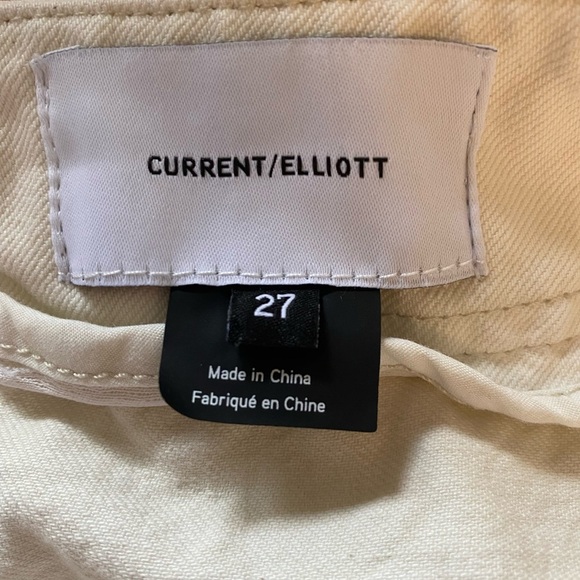 CURRENT/ELLIOTT
27
Made in China
Fabriqué en Chine